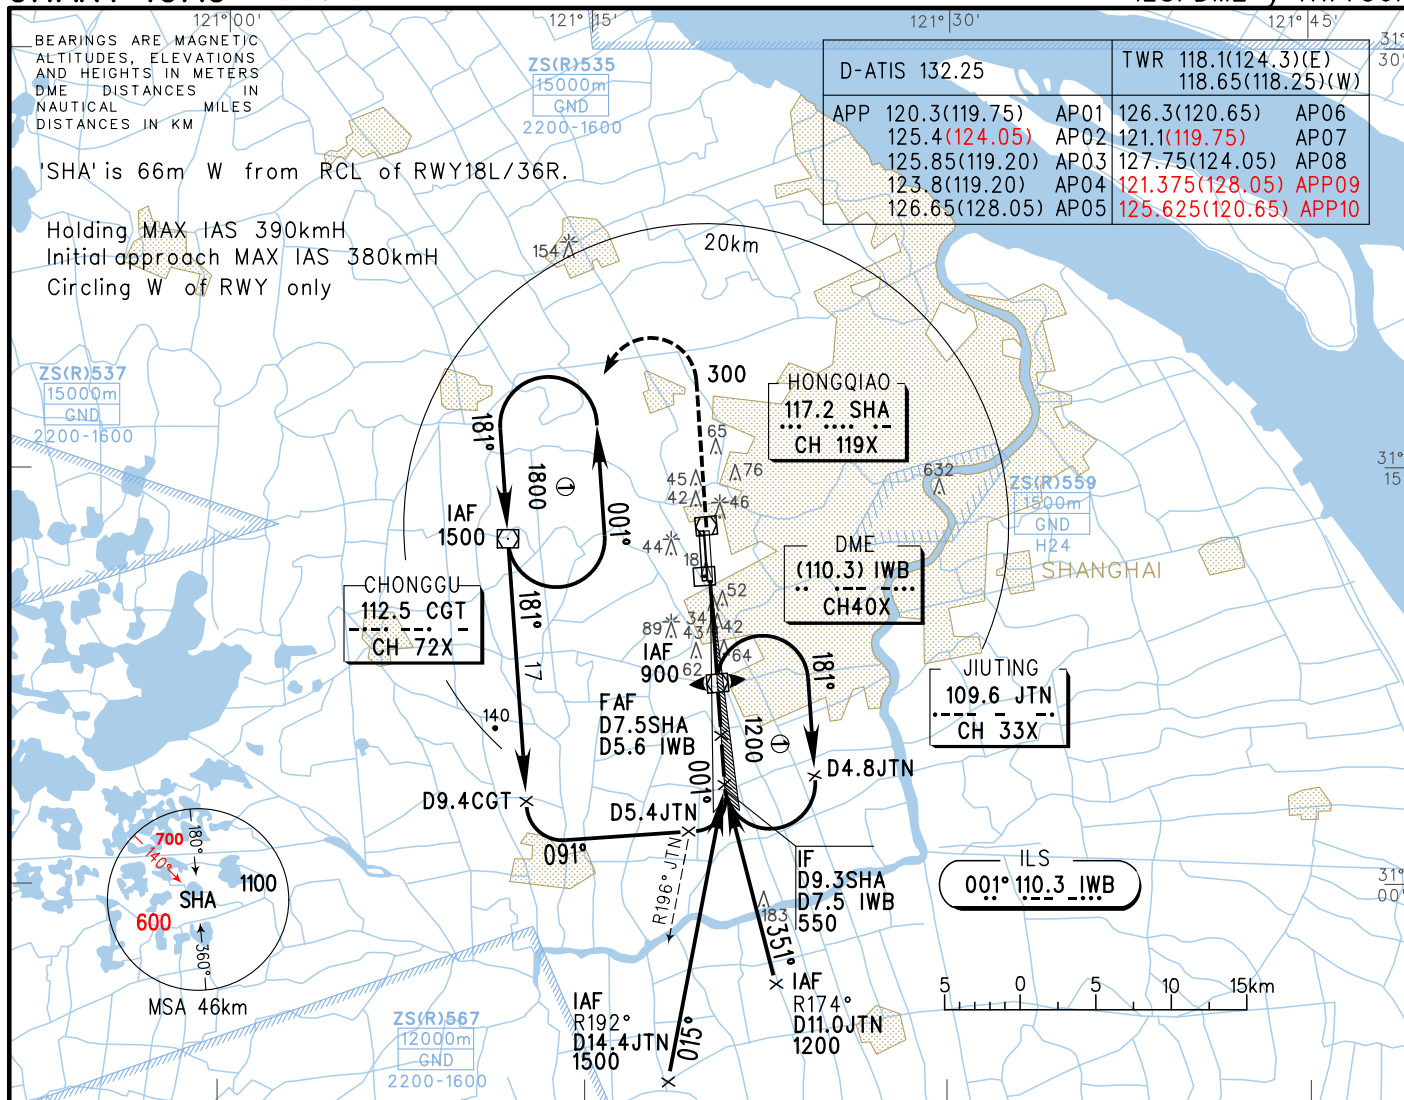 121°00'
121°15'
121°30'
121°45'
BEARINGS ARE MAGNETIC
ALTITUDES, ELEVATIONS
AND HEIGHTS IN METERS
DME DISTANCES IN
NAUTICAL MILES
DISTANCES IN KM
'SHA' is 66m W from RCL of RWY18L/36R.
Holding MAX IAS 390kmH
Initial approach MAX IAS 380kmH
Circling W of RWY only
ZS(R)535
15000m
GND
2200-1600
D-ATIS 132.25
TWR 118.1(124.3)(E)
118.65(118.25)(W)
APP 120.3(119.75) AP01 126.3(120.65) AP06
125.4(124.05) AP02 121.1(119.75) AP07
125.85(119.20) AP03 127.75(124.05) AP08
123.8(119.20) AP04 121.375(128.05) APP09
126.65(128.05) AP05 125.625(120.65) APP10
31°
30'
154
20km
ZS(R)537
15000m
GND
2200-1600
300
HONGQIAO
117.2 SHA
CH 119X
181°
1800
1
001°
IAF
1500
65
45
76
42
46
44
18
632
ZS(R)559
1500m
GND
H24
31°
15'
DME
(110.3) IWB
CH40X
SHANGHAI
CHONGGU
112.5 CGT
CH 72X
181°
17
52
34
89
43
42
64
62
IAF
900
181°
JIUTING
109.6 JTN
CH 33X
140
FAF
D7.5SHA
D5.6 IWB
1200
1
001°
D4.8JTN
D9.4CGT
D5.4JTN
091°
R196° JTN
IF
D9.3SHA
D7.5 IWB
550
183
351°
ILS
001° 110.3 IWB
31°
00'
700
180°
140°
SHA
1100
600
360°
MSA 46km
IAF
R174°
D11.0JTN
1200
IAF
R192°
D14.4JTN
1500
015°
5 0 5 10 15km
ZS(R)567
12000m
GND
2200-1600